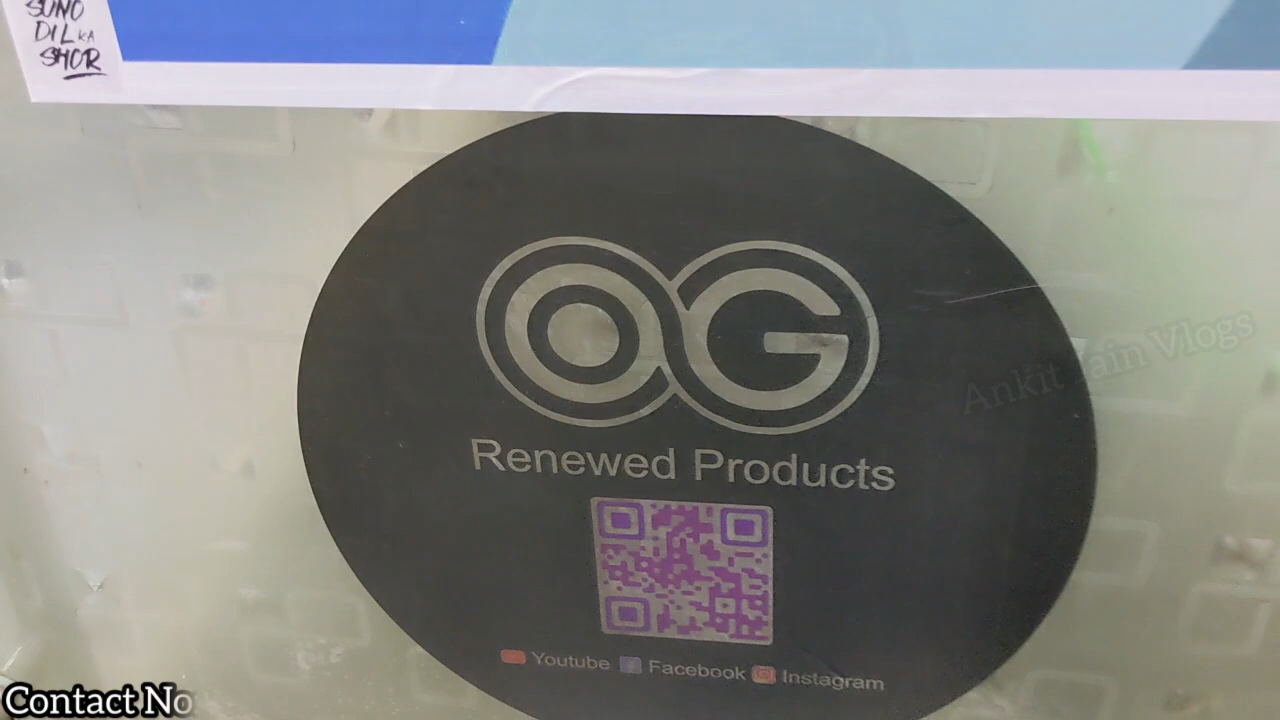 SUNO
DIL KA
SHOR
OG
Renewed Products
Ankit Jain Vlogs
Youtube Facebook Instagram
Contact No